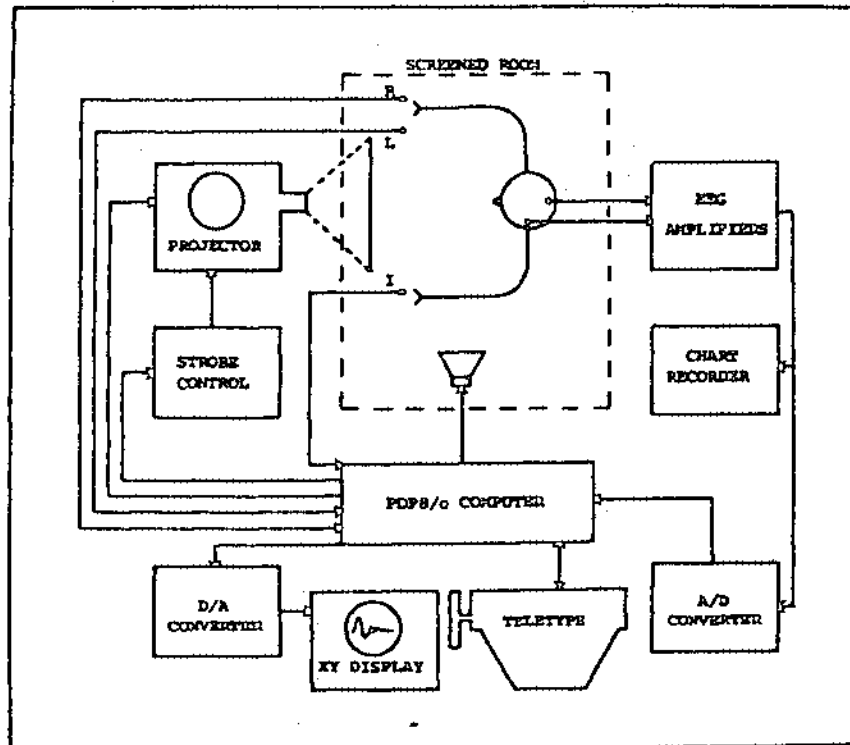 SCREENED ROOM
R
L
PROJECTOR
I
EEG
AMPLIFIERS
STROBE
CONTROL
CHART
RECORDER
PDP8/e COMPUTER
D/A
CONVERTER
XY DISPLAY
TELETYPE
A/D
CONVERTER